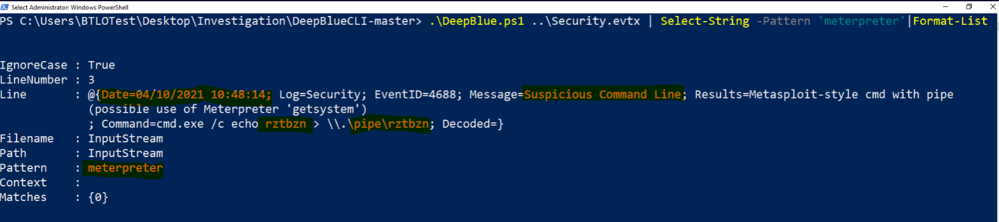 Select Administrator: Windows PowerShell
PS C:\Users\BTLOTest\Desktop\Investigation\DeepBlueCLI-master> .\DeepBlue.ps1 ..\Security.evtx | Select-String -Pattern 'meterpreter'|Format-List
IgnoreCase : True
LineNumber : 3
Line       : @{Date=04/10/2021 10:48:14; Log=Security; EventID=4688; Message=Suspicious Command Line; Results=Metasploit-style cmd with pipe
             (possible use of Meterpreter 'getsystem')
             ; Command=cmd.exe /c echo rztbzn > \\.\pipe\rztbzn; Decoded=}
Filename   : InputStream
Path       : InputStream
Pattern    : meterpreter
Context    :
Matches    : {0}